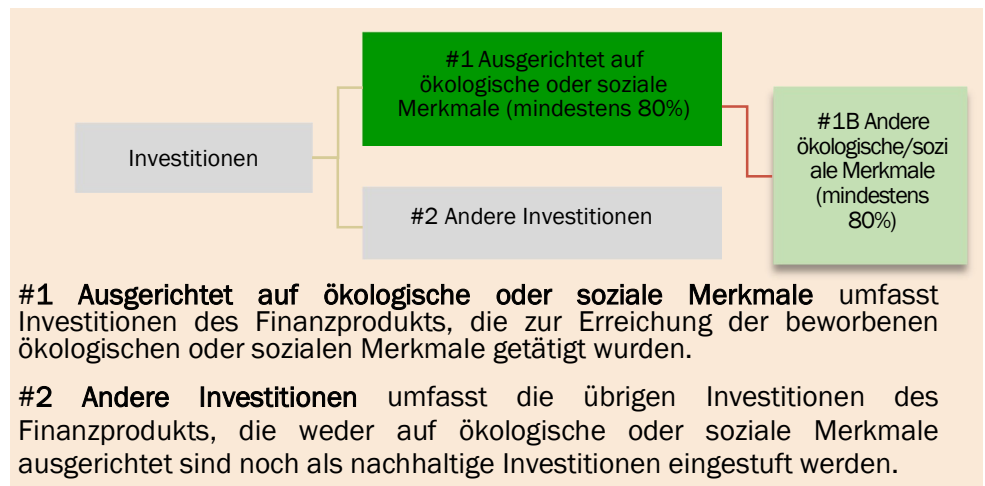 #1 Ausgerichtet auf
ökologische oder soziale
Merkmale (mindestens 80%)
Investitionen
#1B Andere
ökologische/sozi
ale Merkmale
(mindestens
80%)
#2 Andere Investitionen
#1 Ausgerichtet auf ökologische oder soziale Merkmale umfasst
Investitionen des Finanzprodukts, die zur Erreichung der beworbenen
ökologischen oder sozialen Merkmale getätigt wurden.
#2 Andere Investitionen umfasst die übrigen Investitionen des
Finanzprodukts, die weder auf ökologische oder soziale Merkmale
ausgerichtet sind noch als nachhaltige Investitionen eingestuft werden.